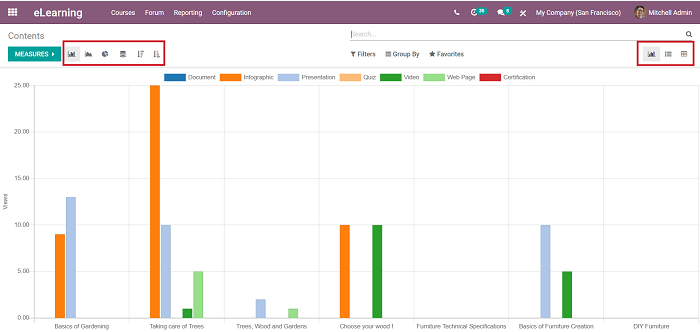 eLearning Courses Forum Reporting Configuration 36 5 My Company (San Francisco) Mitchell Admin
Contents
Search...
MEASURES
Filters Group By Favorites
Document Infographic Presentation Quiz Video Web Page Certification
25.00
20.00
15.00
10.00
5.00
0.00
Views
Basics of Gardening Taking care of Trees Trees, Wood and Gardens Choose your wood ! Furniture Technical Specifications Basics of Furniture Creation DIY Furniture